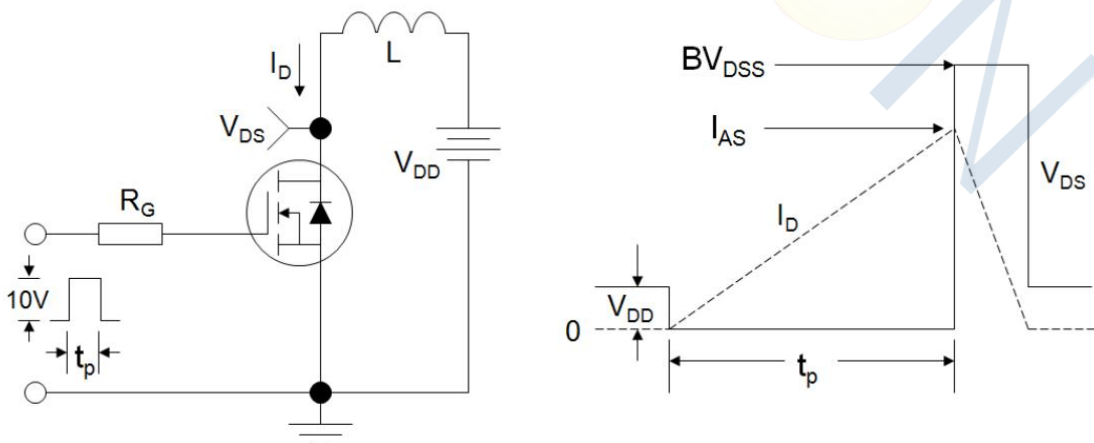 L
I_D
V_DS
V_DD
R_G
10V
t_p
BV_DSS
I_AS
V_DS
I_D
V_DD
0
t_p